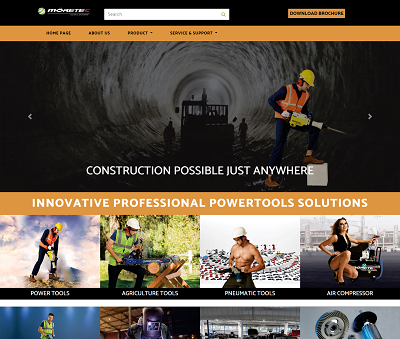 MOKETEC
Search
DOWNLOAD BROCHURE
HOME PAGE
ABOUT US
PRODUCT
SERVICE & SUPPORT
CONSTRUCTION POSSIBLE JUST ANYWHERE
INNOVATIVE PROFESSIONAL POWERTOOLS SOLUTIONS
POWER TOOLS
AGRICULTURE TOOLS
PNEUMATIC TOOLS
AIR COMPRESSOR